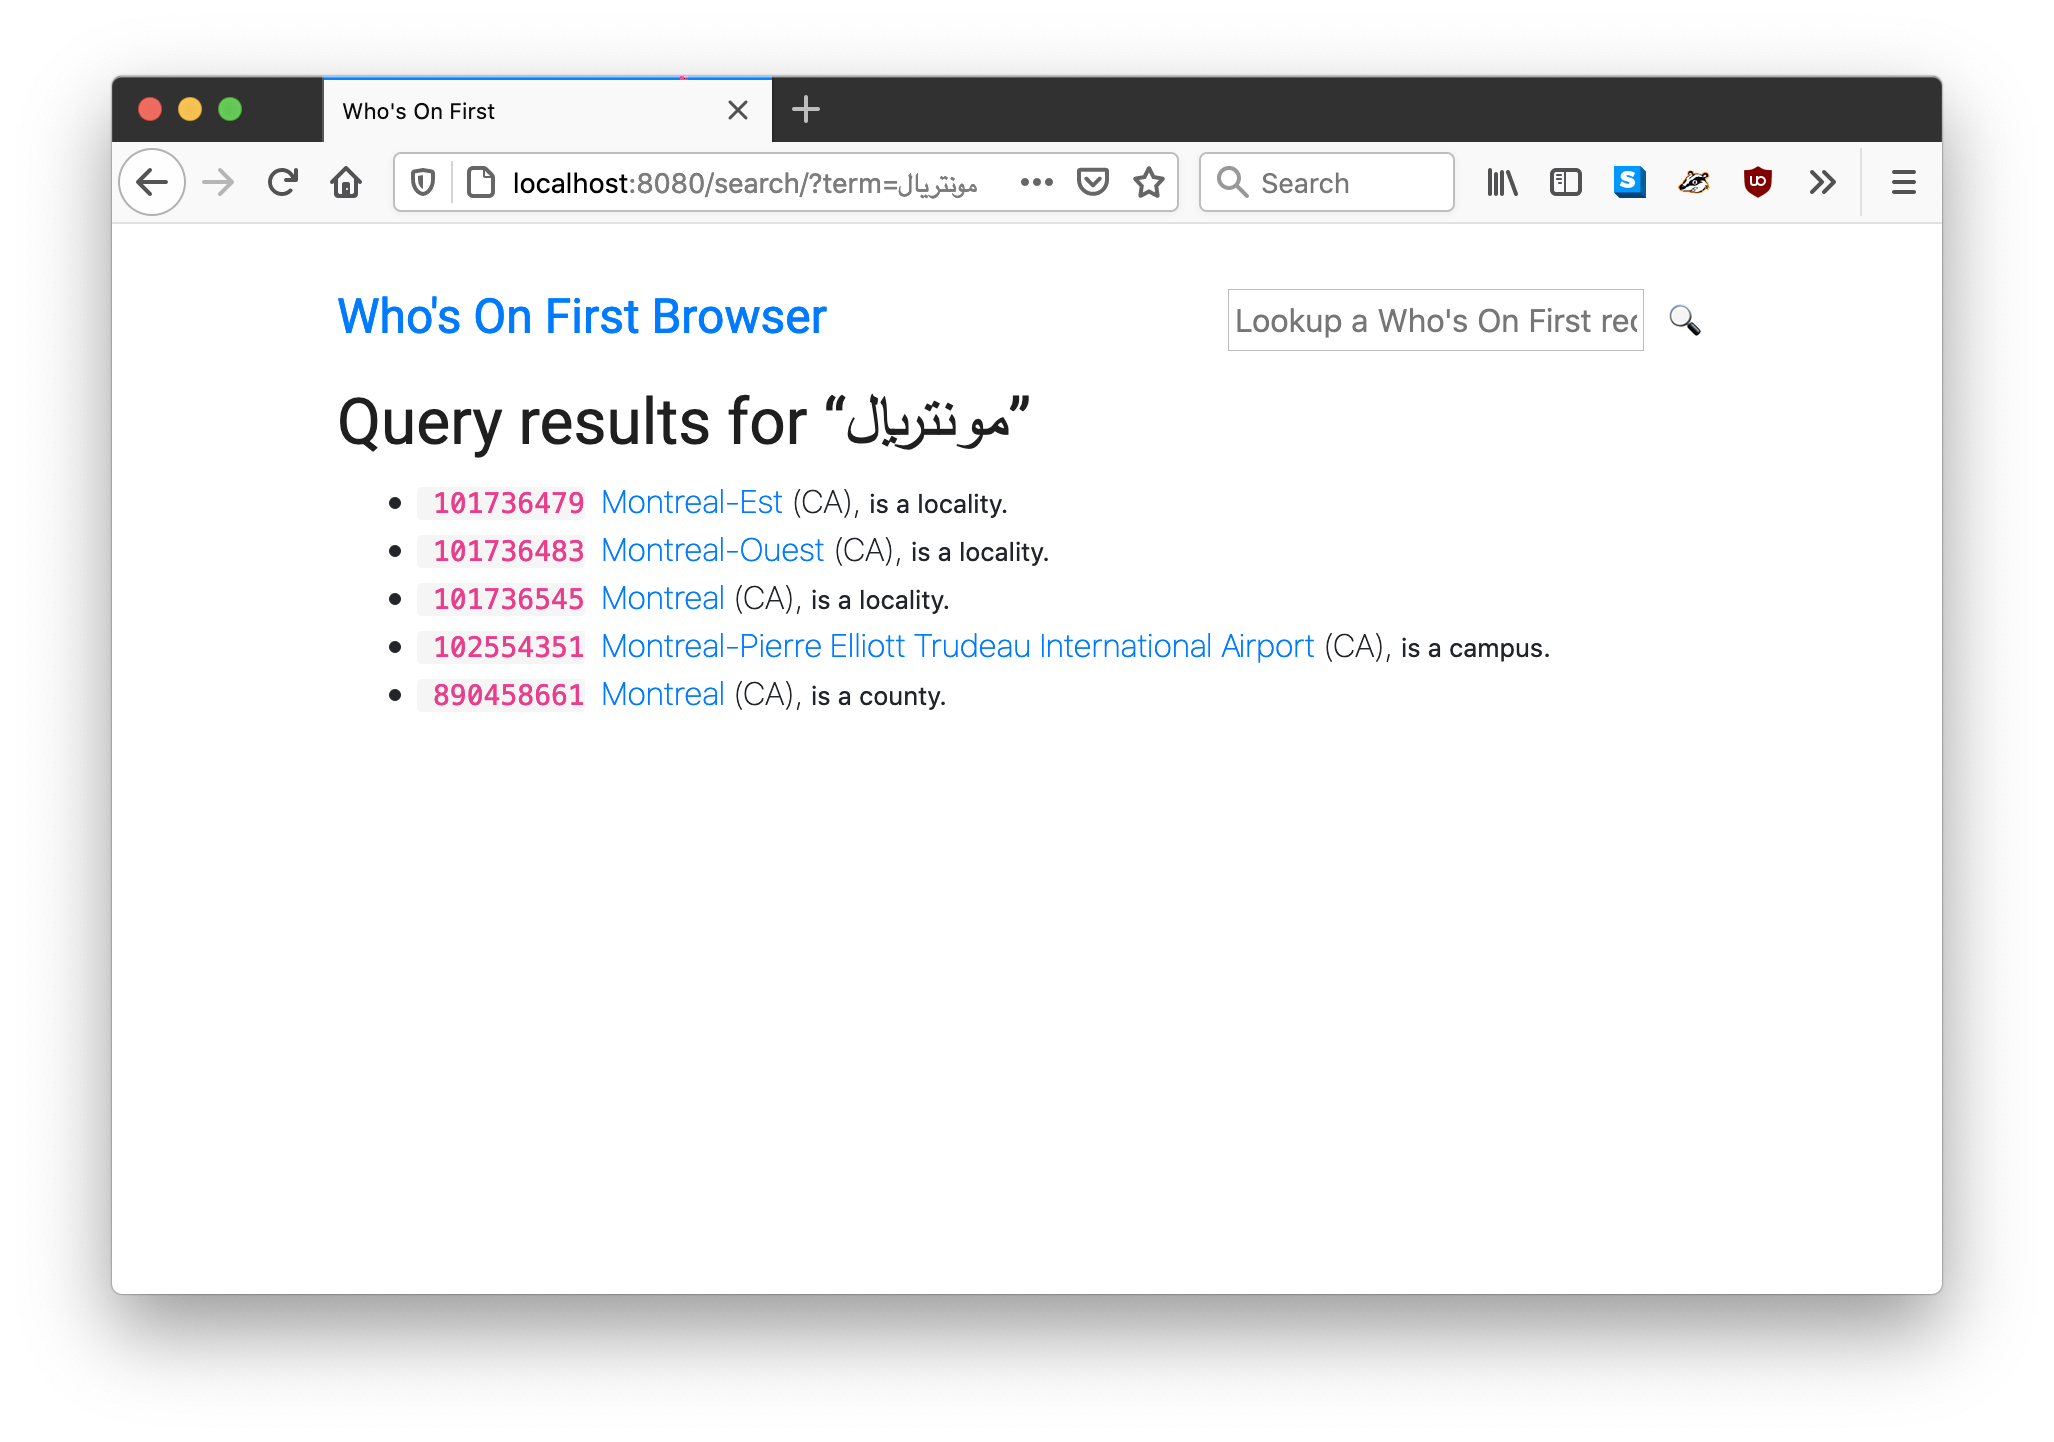 Who's On First
localhost:8080/search/?term=مونتريال
Search
Who's On First Browser
Lookup a Who's On First rec
Query results for “مونتريال”
101736479 Montreal-Est (CA), is a locality.
101736483 Montreal-Ouest (CA), is a locality.
101736545 Montreal (CA), is a locality.
102554351 Montreal-Pierre Elliott Trudeau International Airport (CA), is a campus.
890458661 Montreal (CA), is a county.